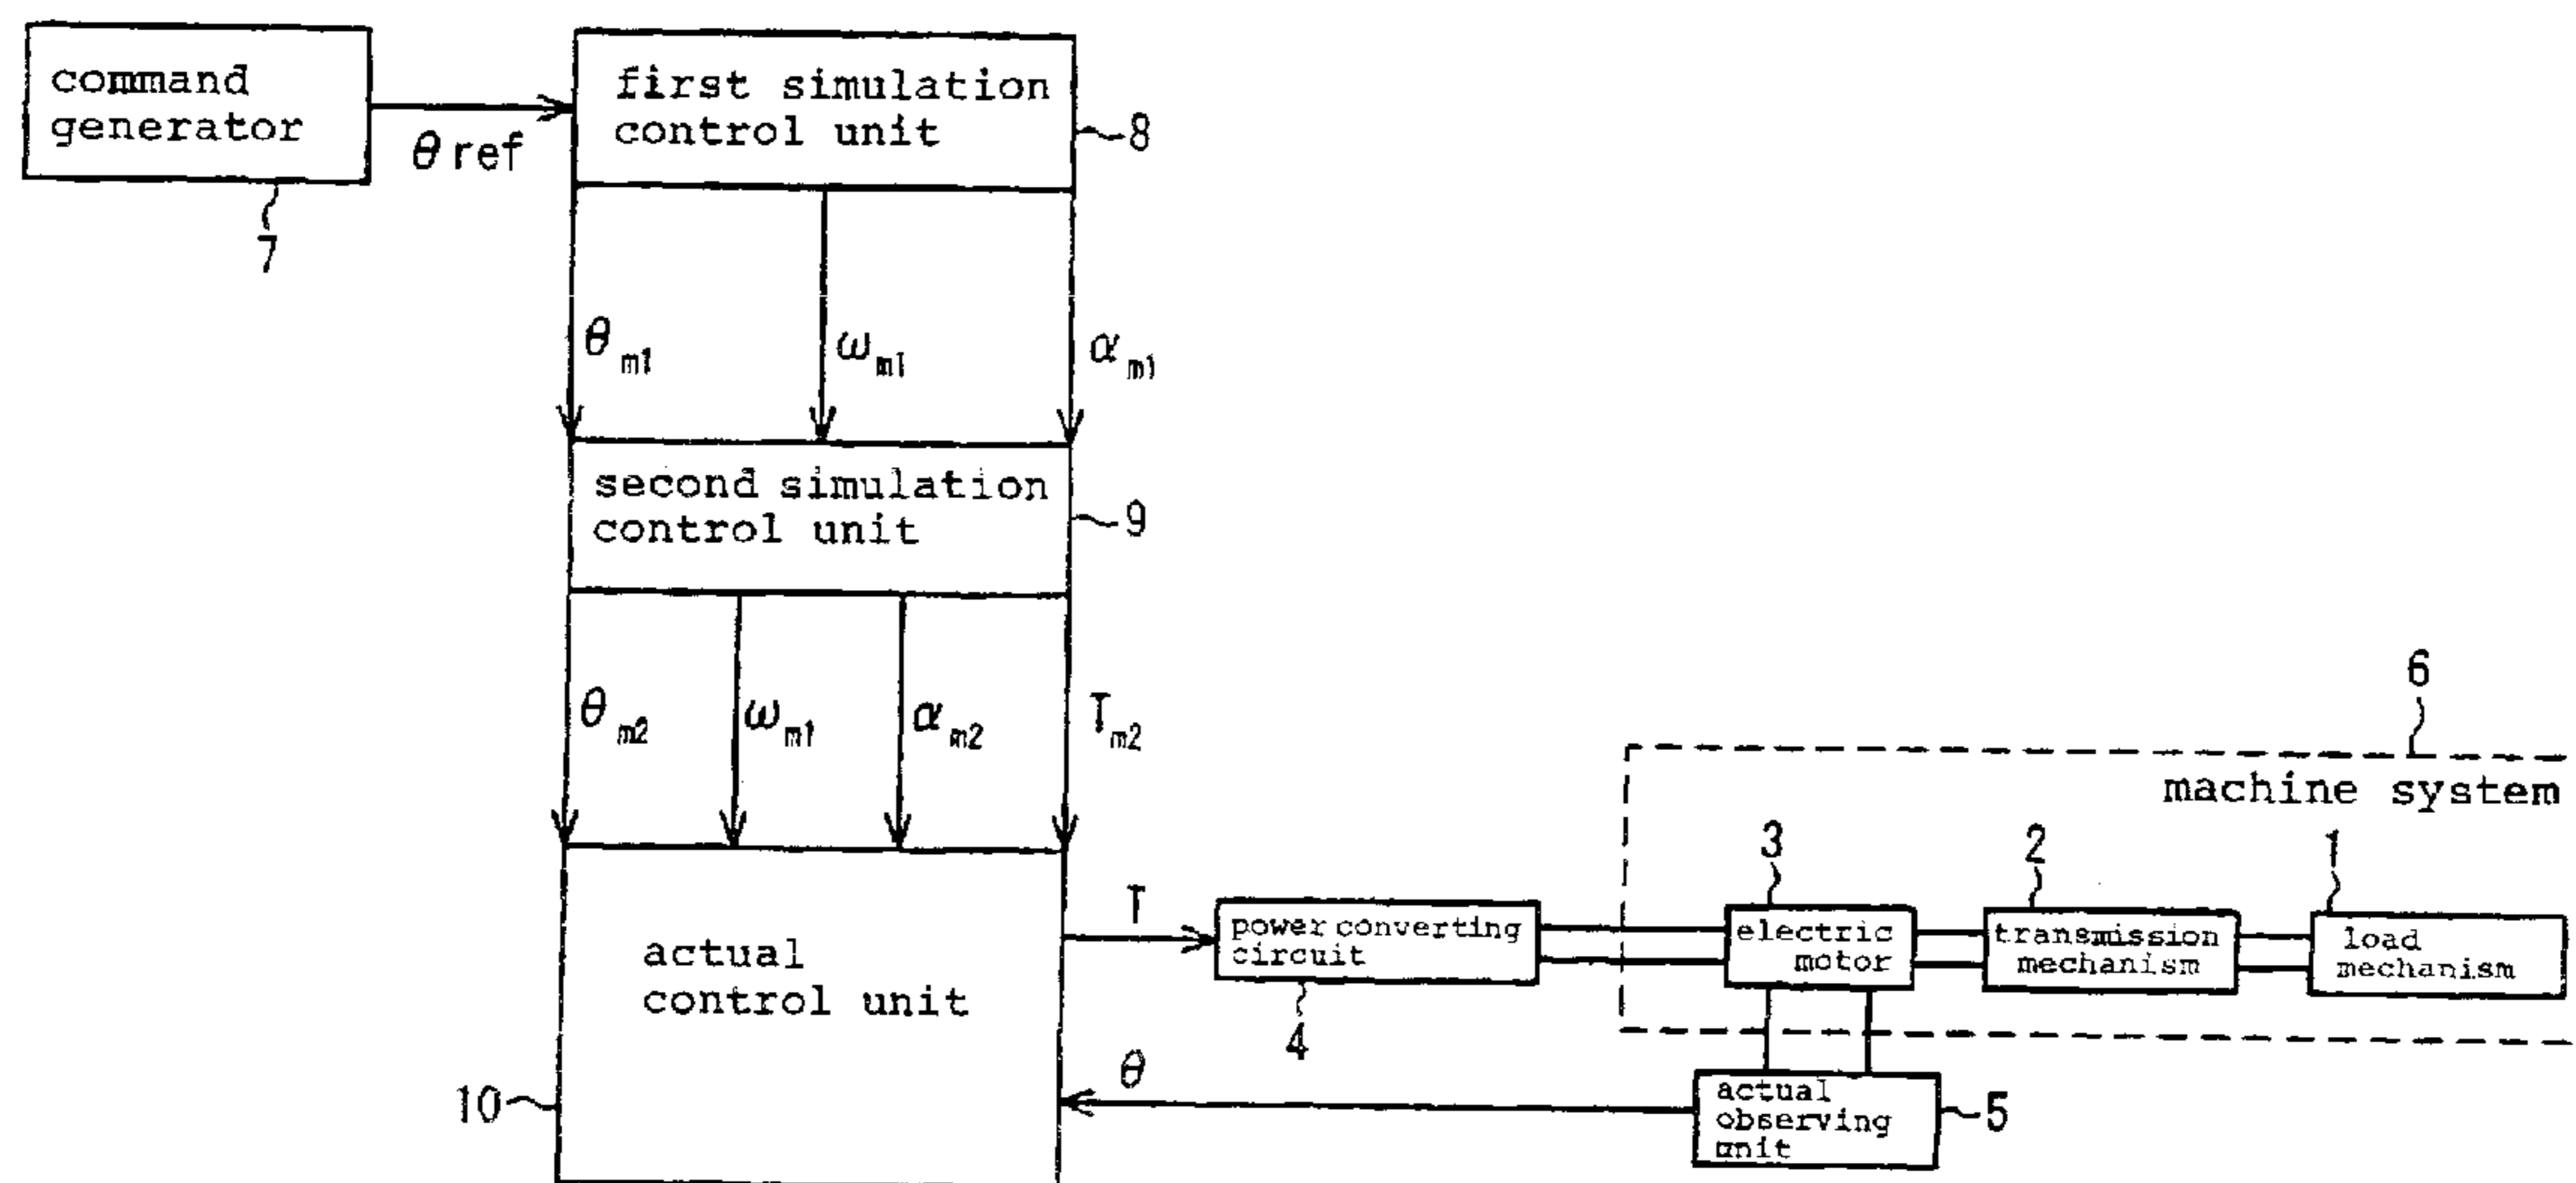 command
generator
7
θ ref
first simulation
control unit
8
θm1
ωm1
αm1
second simulation
control unit
9
θm2
ωm1
αm2
Tm2
actual
control unit
10
T
θ
power converting
circuit
4
6
machine system
3
electric
motor
2
transmission
mechanism
1
load
mechanism
actual
observing
unit
5